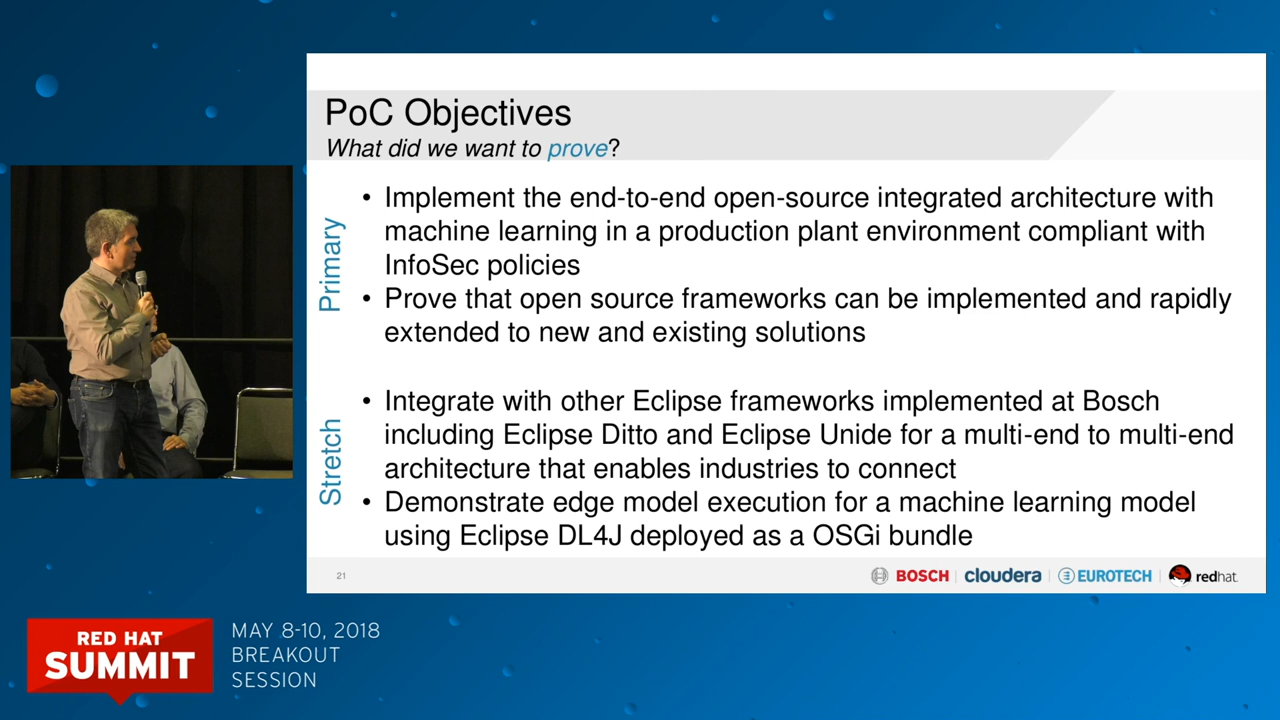 PoC Objectives
What did we want to prove?
Primary
• Implement the end-to-end open-source integrated architecture with
machine learning in a production plant environment compliant with
InfoSec policies
• Prove that open source frameworks can be implemented and rapidly
extended to new and existing solutions
Stretch
• Integrate with other Eclipse frameworks implemented at Bosch
including Eclipse Ditto and Eclipse Unide for a multi-end to multi-end
architecture that enables industries to connect
• Demonstrate edge model execution for a machine learning model
using Eclipse DL4J deployed as a OSGi bundle
21
BOSCH | cloudera | EUROTECH | redhat.
RED HAT
SUMMIT
MAY 8-10, 2018
BREAKOUT
SESSION